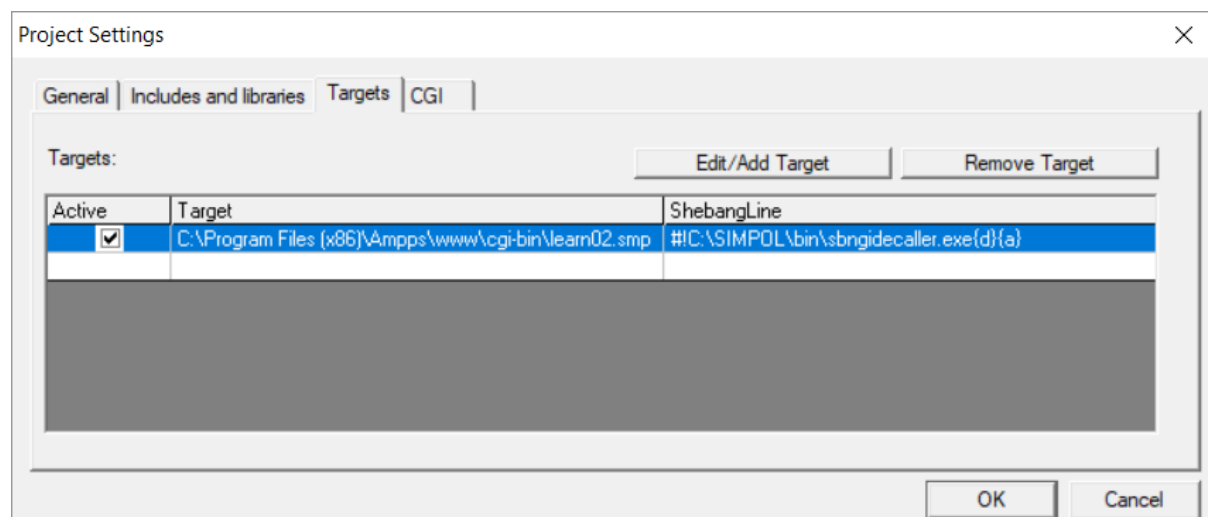 Project Settings
General Includes and libraries Targets CGI
Targets: Edit/Add Target Remove Target
Active Target ShebangLine
C:\Program Files (x86)\Ampps\www\cgi-bin\learn02.smp #!C:\SIMPOL\bin\sbngidecaller.exe{d}{a}
OK Cancel